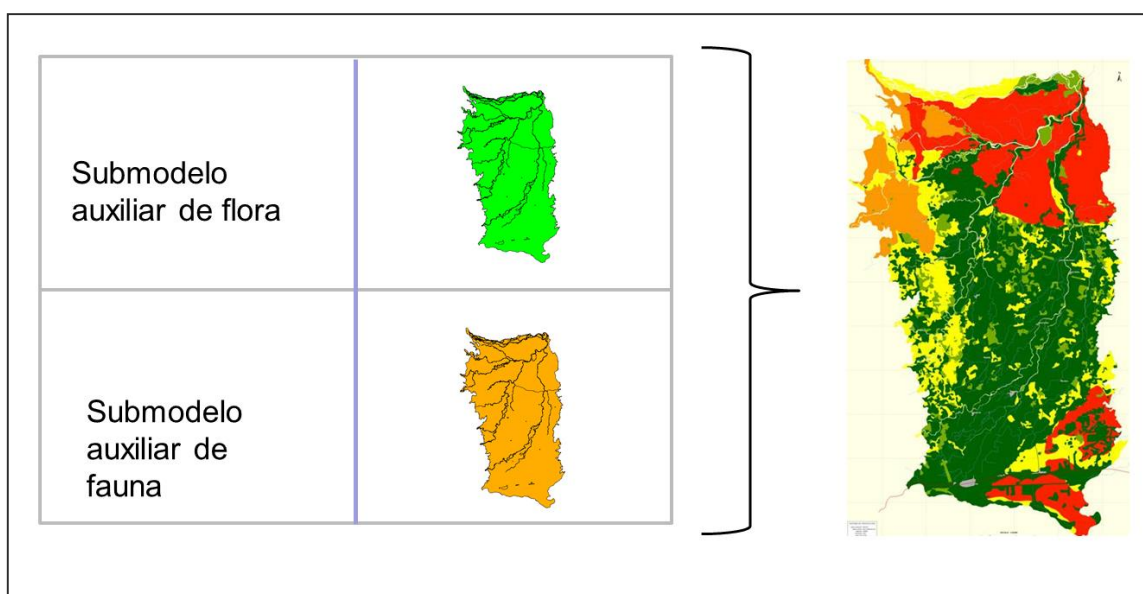 Submodelo
auxiliar de flora
Submodelo
auxiliar de
fauna